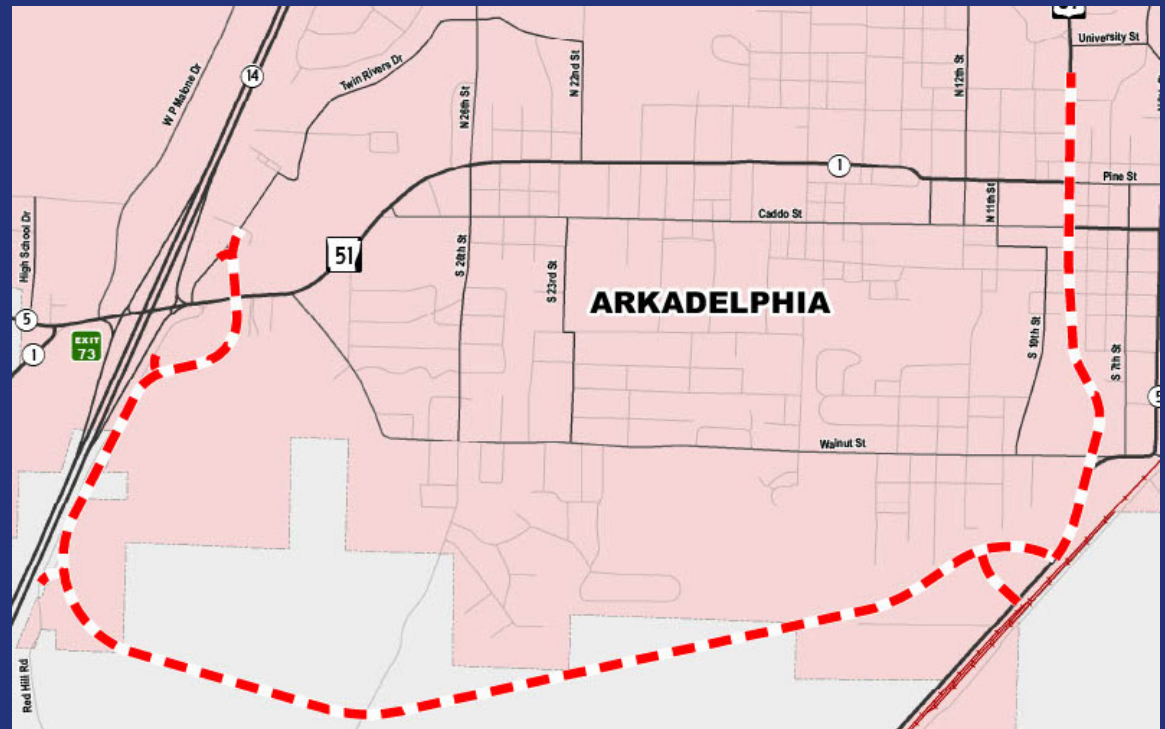 University St
W P Malone Dr
14
Twin Rivers Dr
N 26th St
N 22nd St
N 12th St
1
Pine St
High School Dr
Caddo St
N 11th St
51
S 26th St
S 23rd St
ARKADELPHIA
5
EXIT
73
1
S 10th St
S 7th St
5
Walnut St
Red Hill Rd